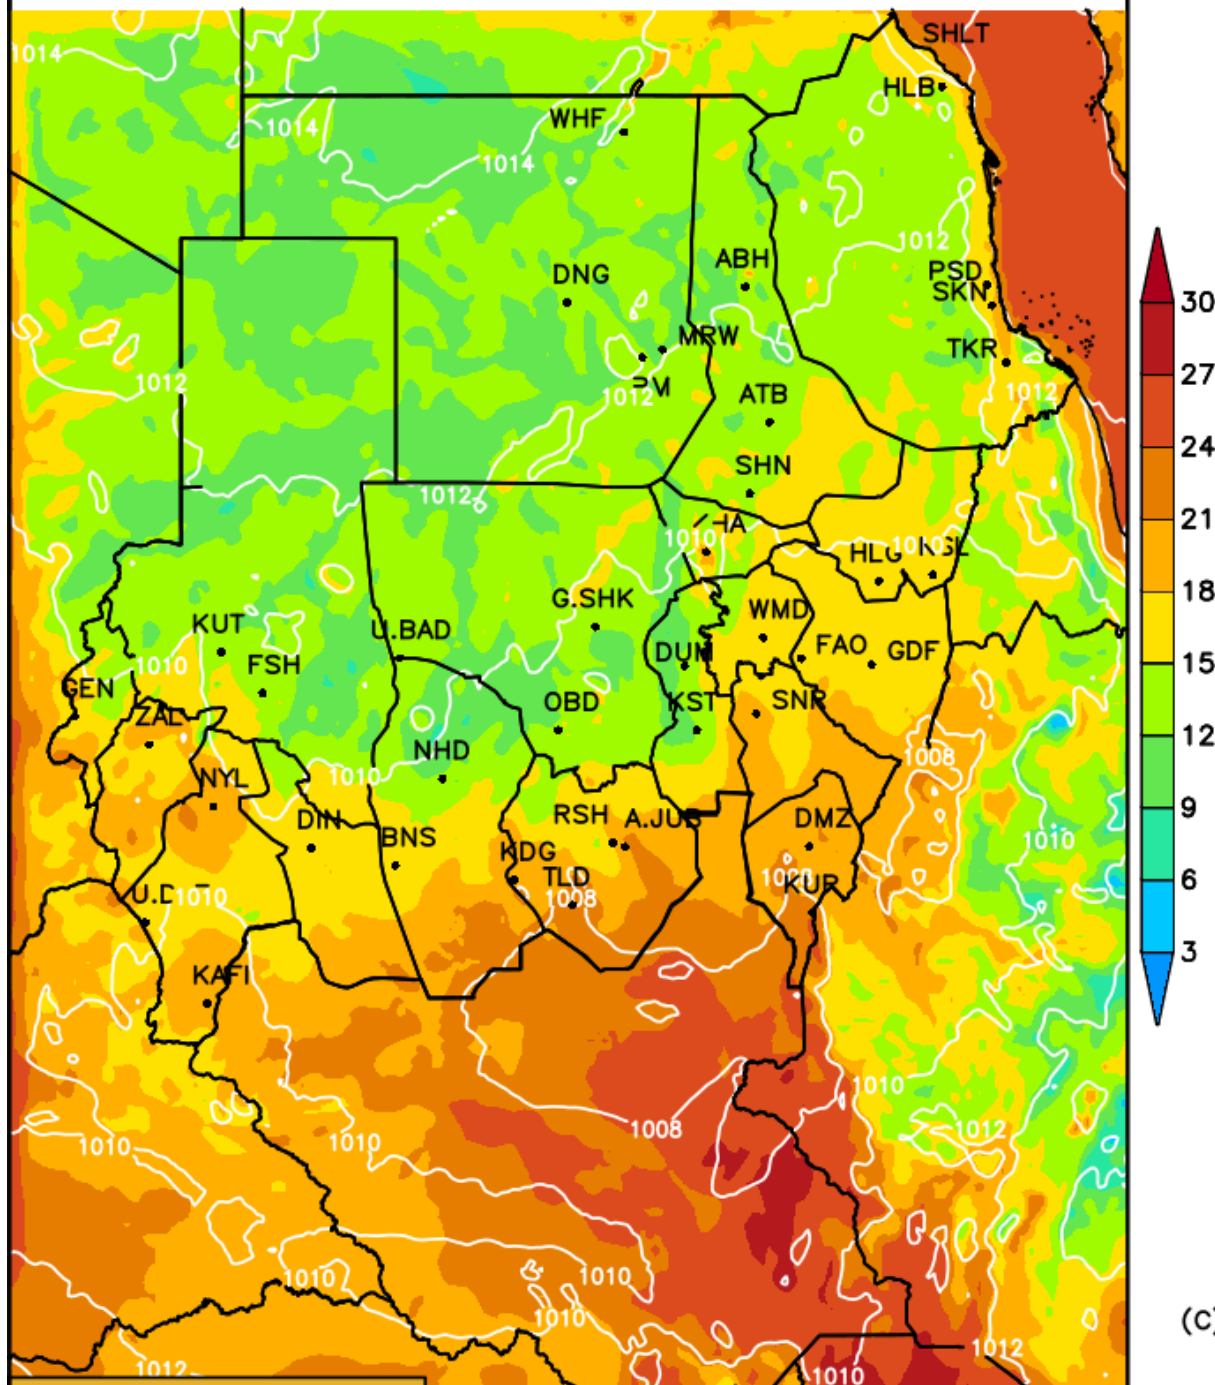 SHLT
1014
HLB
WHF
1014
1014
1012
ABH
DNG
PSD
SKN
30
MRW
TKR
27
1012
1012
ATB
1012
24
SHN
1012
21
1010
HLG
18
G.SHK
WMD
KUT
U.BAD
FAO
GDF
DUM
15
1010
FSH
GEN
OBD
KST
SNR
ZAL
12
NHD
1008
1010
NYL
9
RSH
A.JUB
DMZ
DIN
BNS
1010
KDG
TLD
6
KUR
1010
1008
3
KAFI
1010
1008
1012
1010
1010
1010
1010
1010
(C)
1012
1012
1010